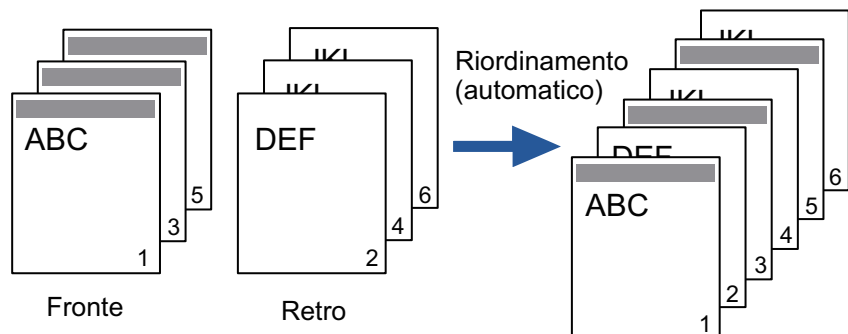 ABC
1
3
5
Fronte
DEF
2
4
6
Retro
Riordinamento
(automatico)
ABC
1
2
3
4
5
6